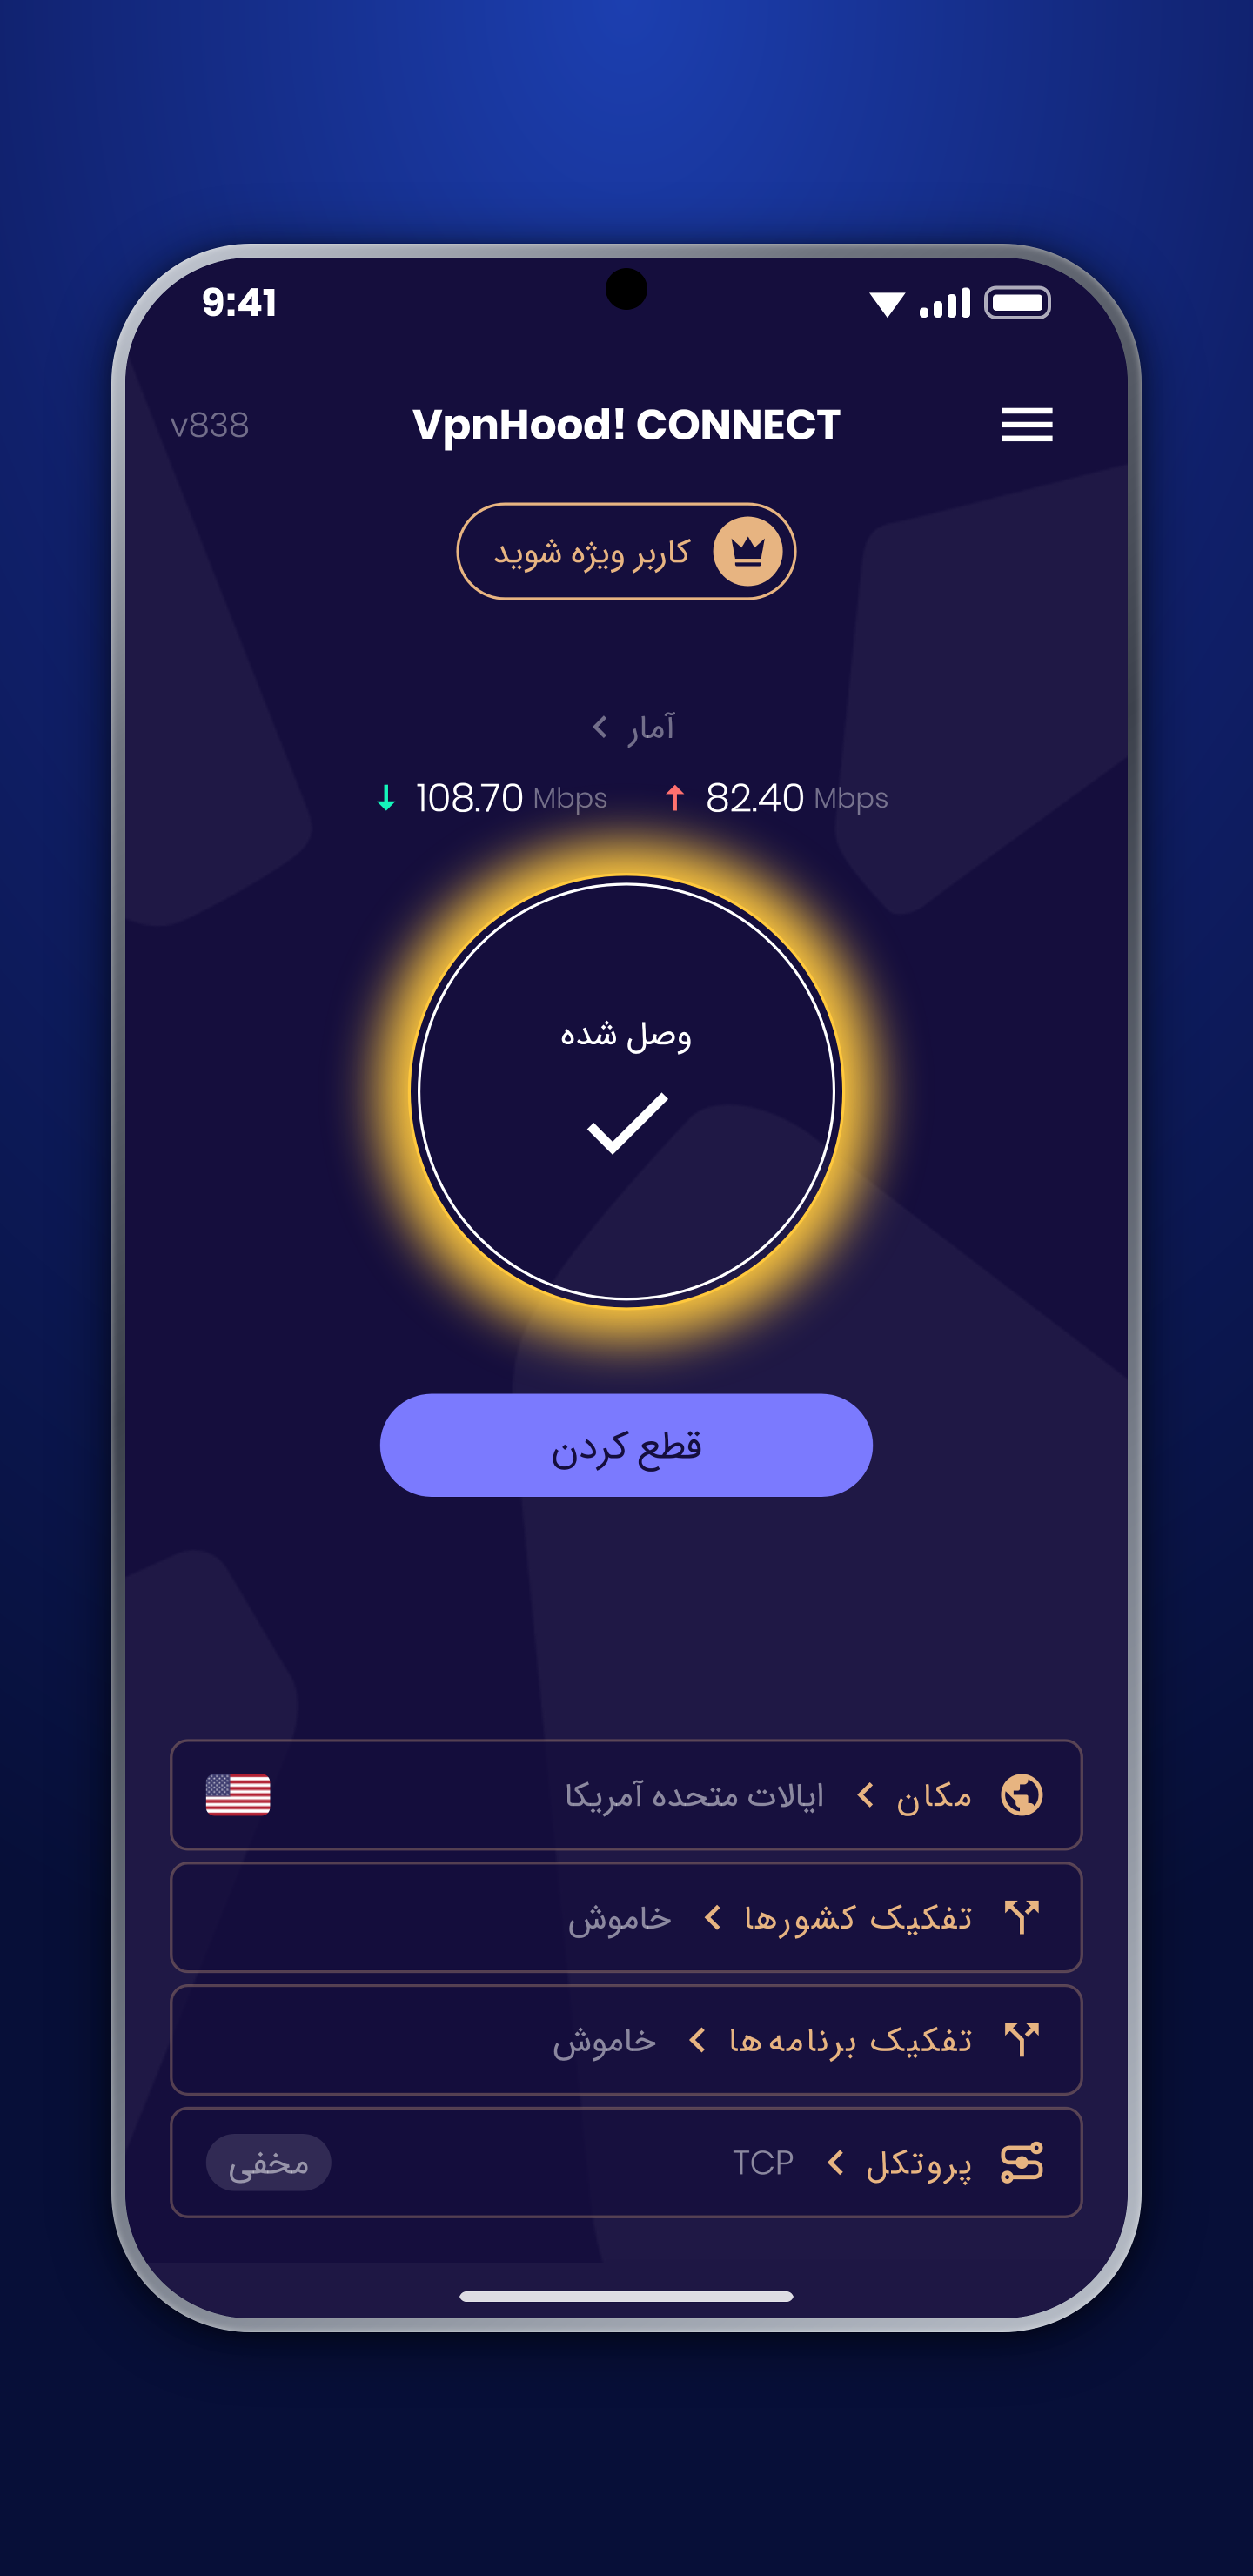 9:41
v838 VpnHood! CONNECT
کاربر ویژه شوید
آمار
108.70 Mbps 82.40 Mbps
وصل شده
قطع کردن
مکان ایالات متحده آمریکا
تفکیک کشورها خاموش
تفکیک برنامه ها خاموش
پروتکل TCP مخفی